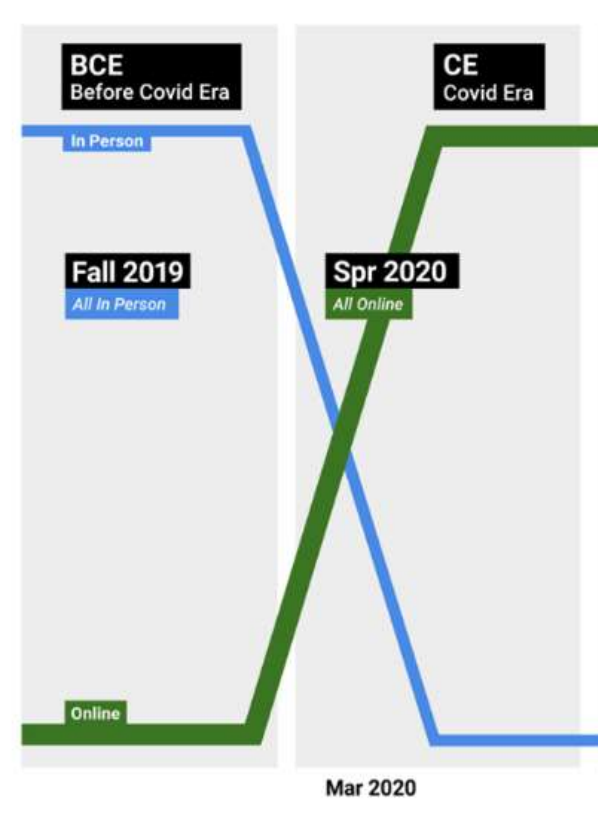 BCE
Before Covid Era
CE
Covid Era
In Person
Fall 2019
All In Person
Spr 2020
All Online
Online
Mar 2020